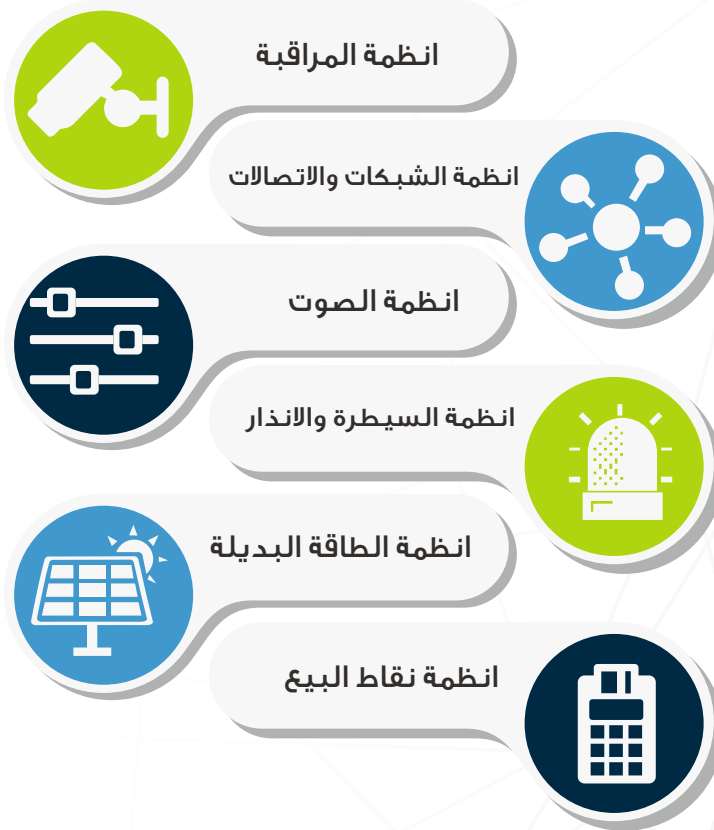 انظمة المراقبة
انظمة الشبكات والاتصالات
انظمة الصوت
انظمة السيطرة والانذار
انظمة الطاقة البديلة
انظمة نقاط البيع